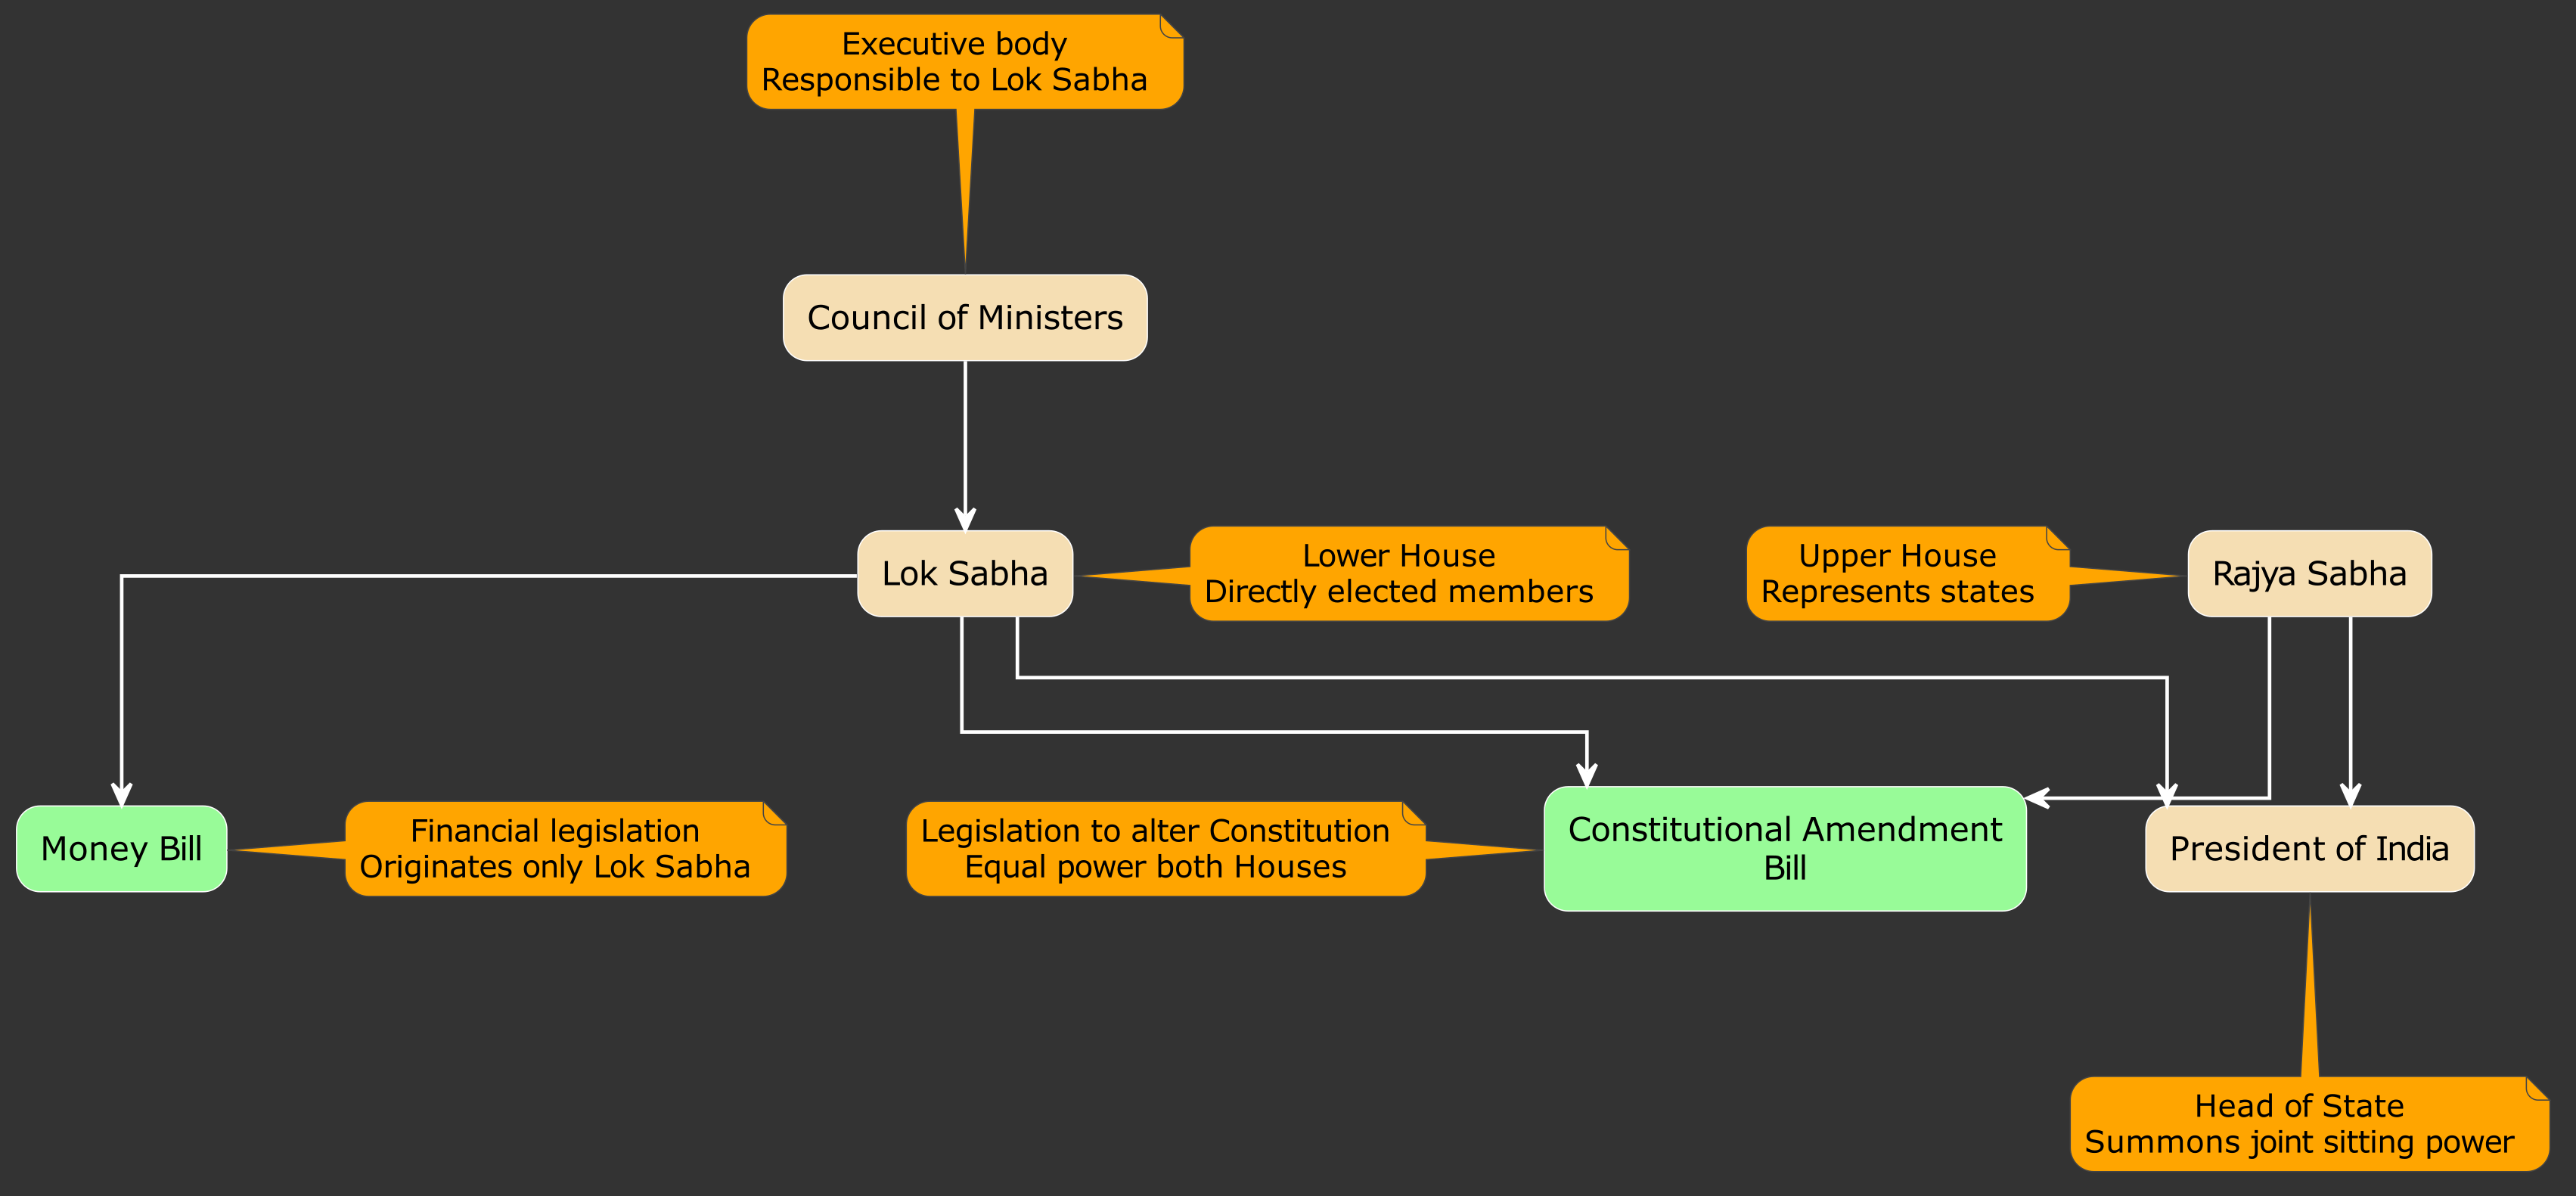 Executive body
Responsible to Lok Sabha
Council of Ministers
Lok Sabha
Lower House
Directly elected members
Upper House
Represents states
Rajya Sabha
Money Bill
Financial legislation
Originates only Lok Sabha
Legislation to alter Constitution
Equal power both Houses
Constitutional Amendment
Bill
President of India
Head of State
Summons joint sitting power